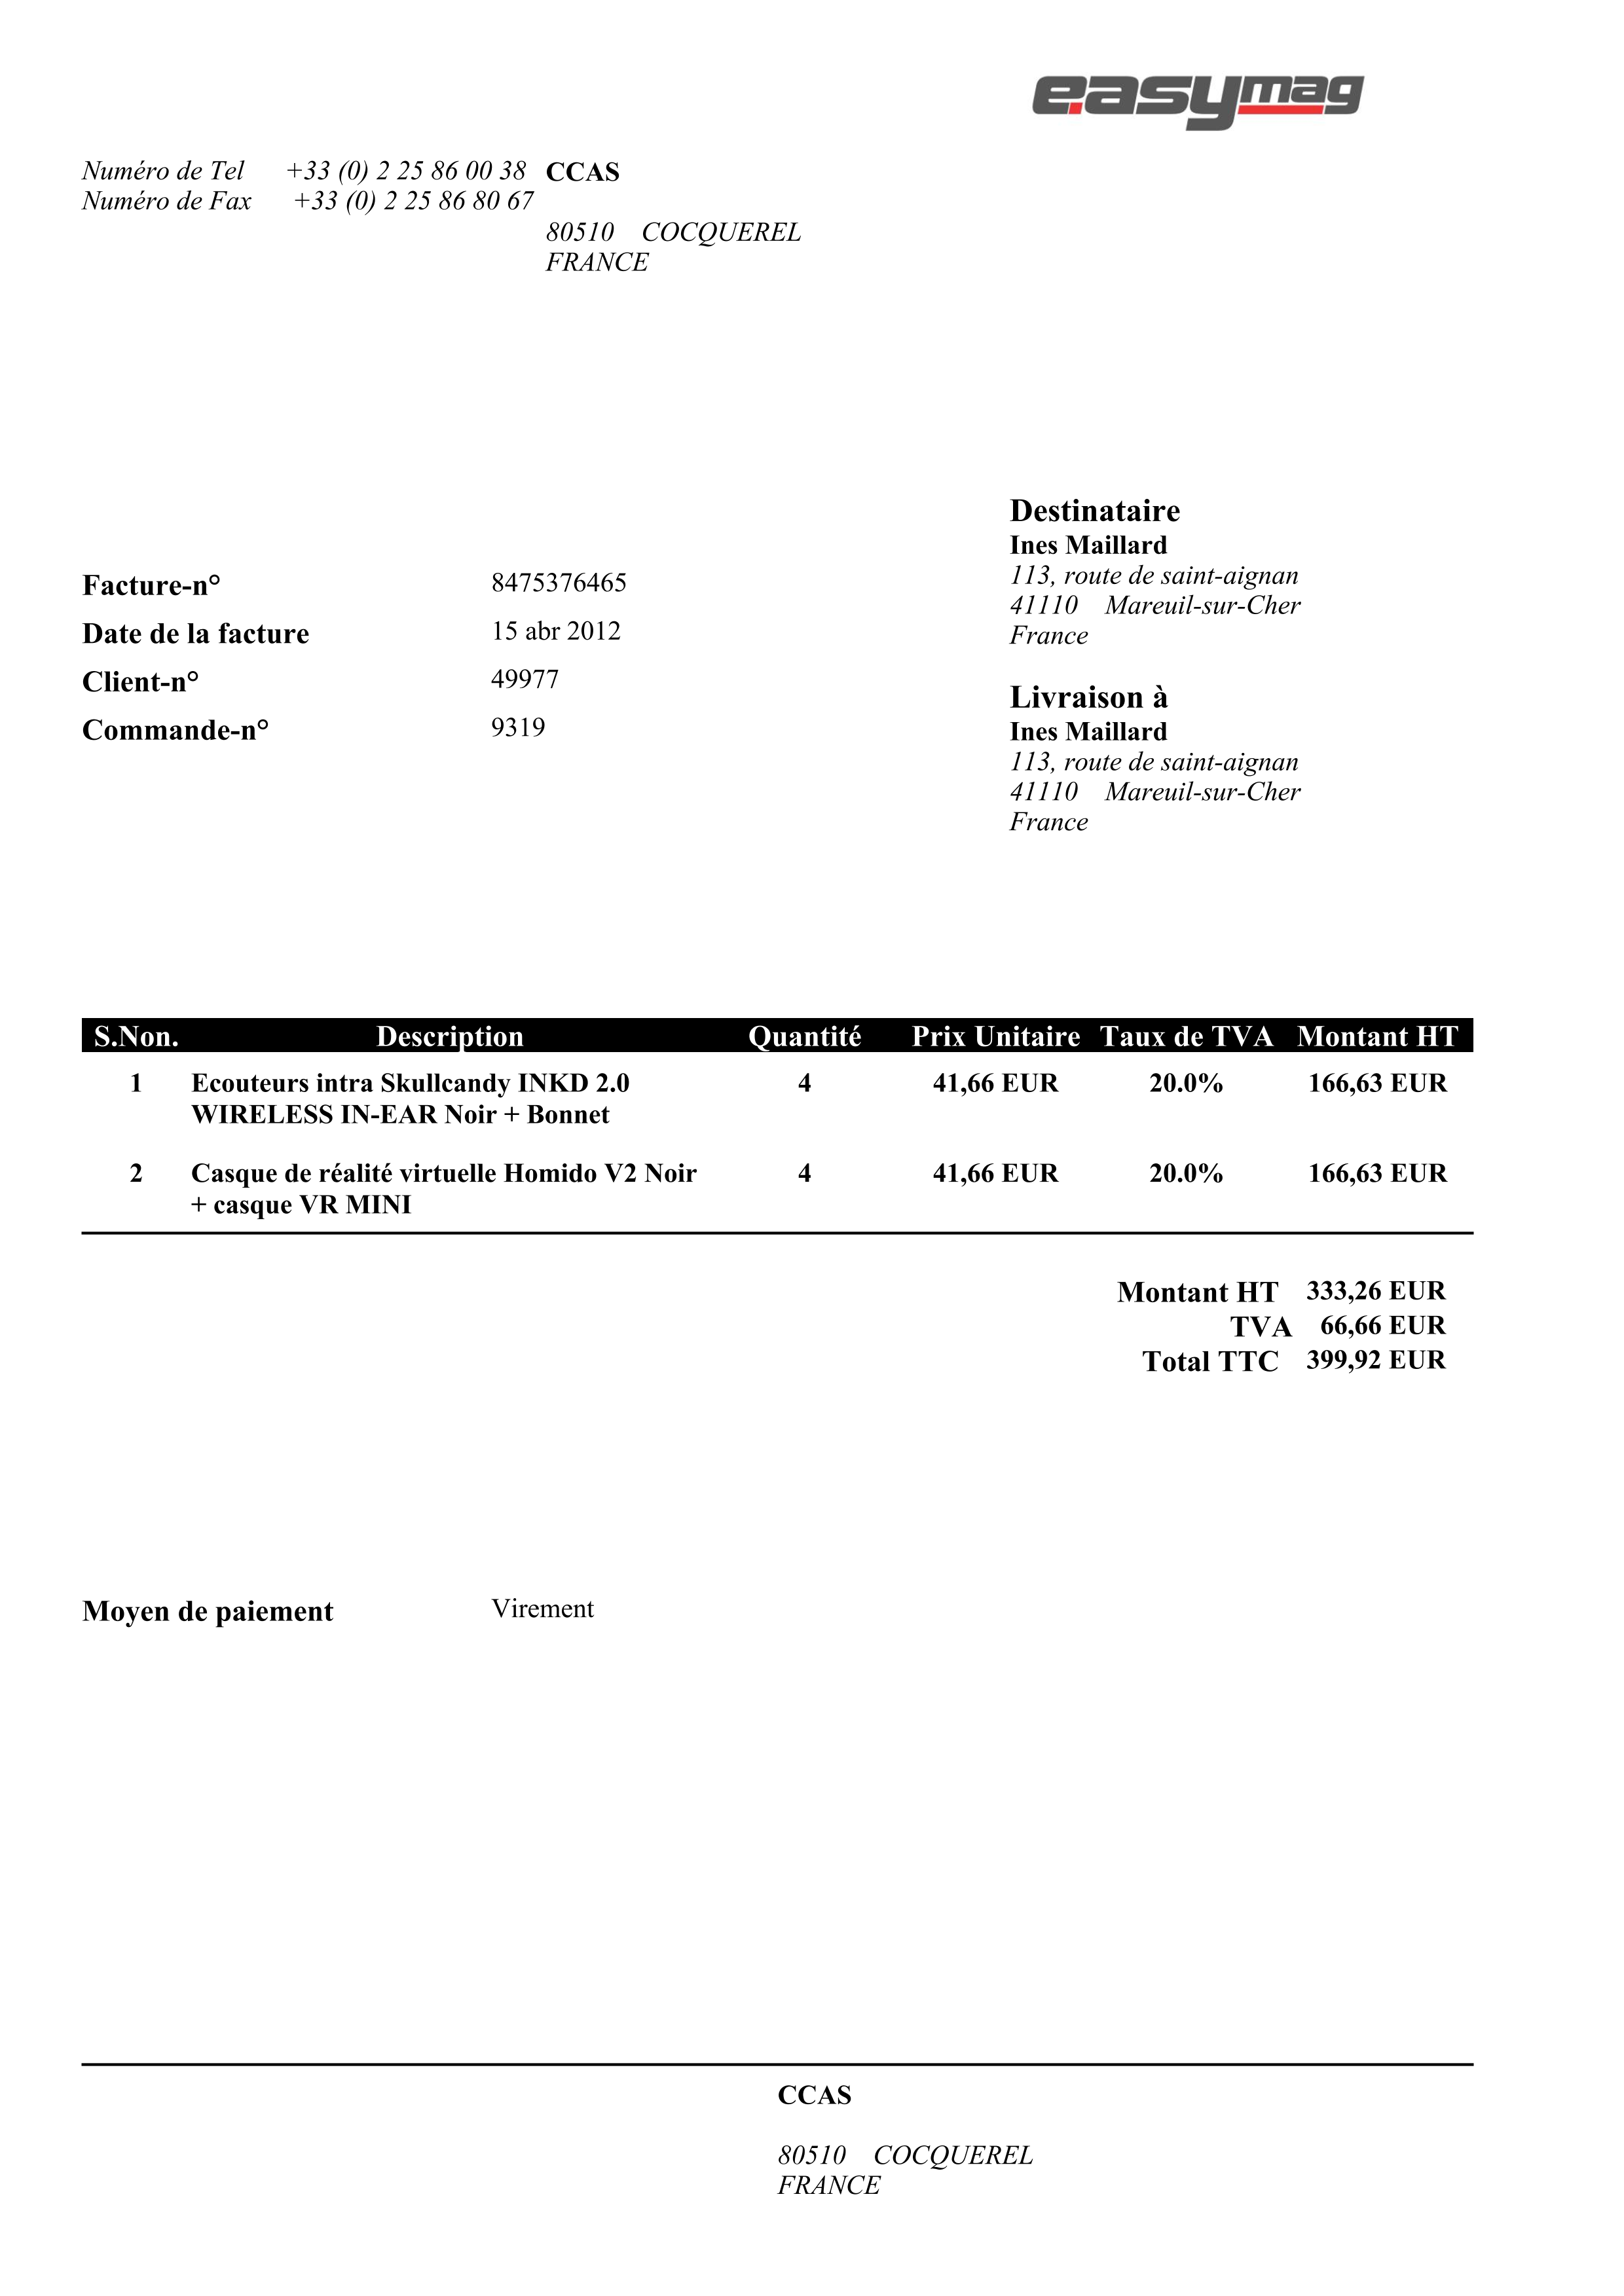 easymag
Numéro de Tel +33 (0) 2 25 86 00 38 CCAS
Numéro de Fax +33 (0) 2 25 86 80 67
80510 COCQUEREL
FRANCE
Destinataire
Ines Maillard
113, route de saint-aignan
41110 Mareuil-sur-Cher
France
Facture-n° 8475376465
Date de la facture 15 abr 2012
Client-n° 49977
Commande-n° 9319
Livraison à
Ines Maillard
113, route de saint-aignan
41110 Mareuil-sur-Cher
France
S.Non. Description Quantité Prix Unitaire Taux de TVA Montant HT
1 Ecouteurs intra Skullcandy INKD 2.0 4 41,66 EUR 20.0% 166,63 EUR
WIRELESS IN-EAR Noir + Bonnet
2 Casque de réalité virtuelle Homido V2 Noir 4 41,66 EUR 20.0% 166,63 EUR
+ casque VR MINI
Montant HT 333,26 EUR
TVA 66,66 EUR
Total TTC 399,92 EUR
Moyen de paiement Virement
CCAS
80510 COCQUEREL
FRANCE